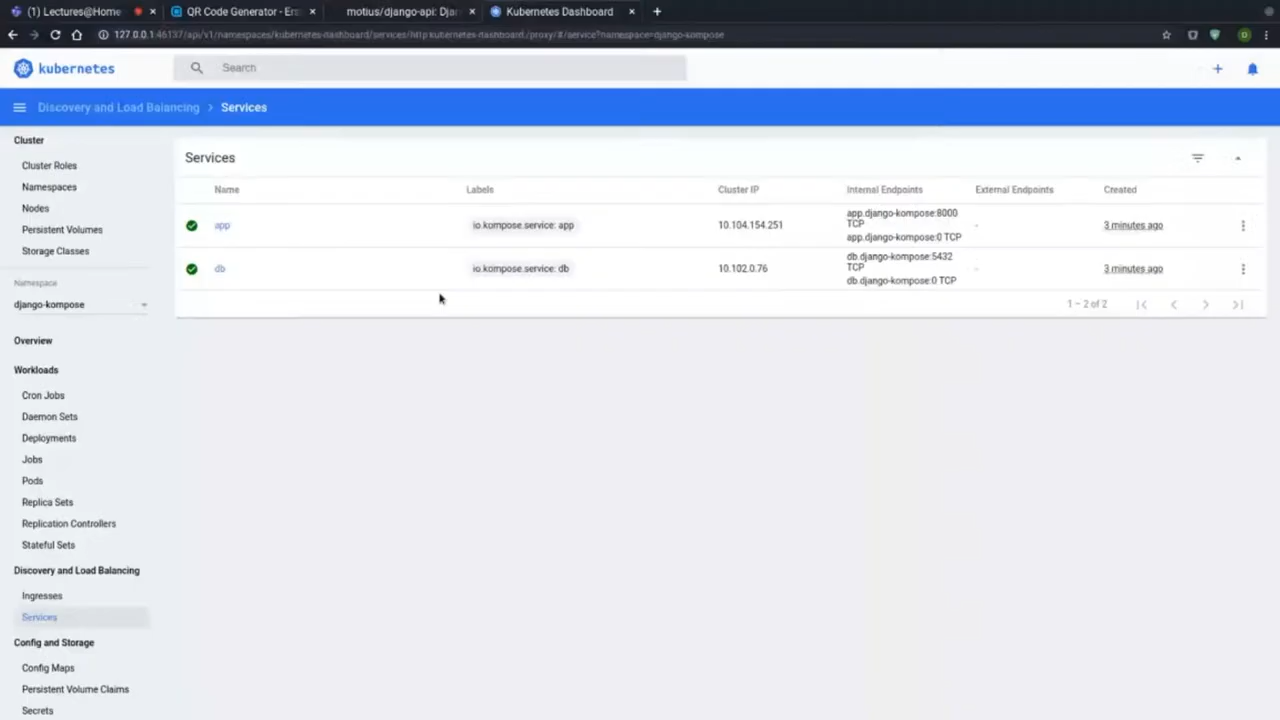 (1) Lectures@Home
QR Code Generator - Ers
motius/django-api: Djan
Kubernetes Dashboard
127.0.0.1:46137/api/v1/namespaces/kubernetes-dashboard/services/http:kubernetes-dashboard:/proxy/#/service?namespace=django-kompose
kubernetes
Search
Discovery and Load Balancing > Services
Cluster
Cluster Roles
Namespaces
Nodes
Persistent Volumes
Storage Classes
Namespace
django-kompose
Overview
Workloads
Cron Jobs
Daemon Sets
Deployments
Jobs
Pods
Replica Sets
Replication Controllers
Stateful Sets
Discovery and Load Balancing
Ingresses
Services
Config and Storage
Config Maps
Persistent Volume Claims
Secrets
Services
Name Labels Cluster IP Internal Endpoints External Endpoints Created
app io.kompose.service: app 10.104.154.251 app.django-kompose:8000 TCP app.django-kompose:0 TCP - 3 minutes ago
db io.kompose.service: db 10.102.0.76 db.django-kompose:5432 TCP db.django-kompose:0 TCP - 3 minutes ago
1 – 2 of 2